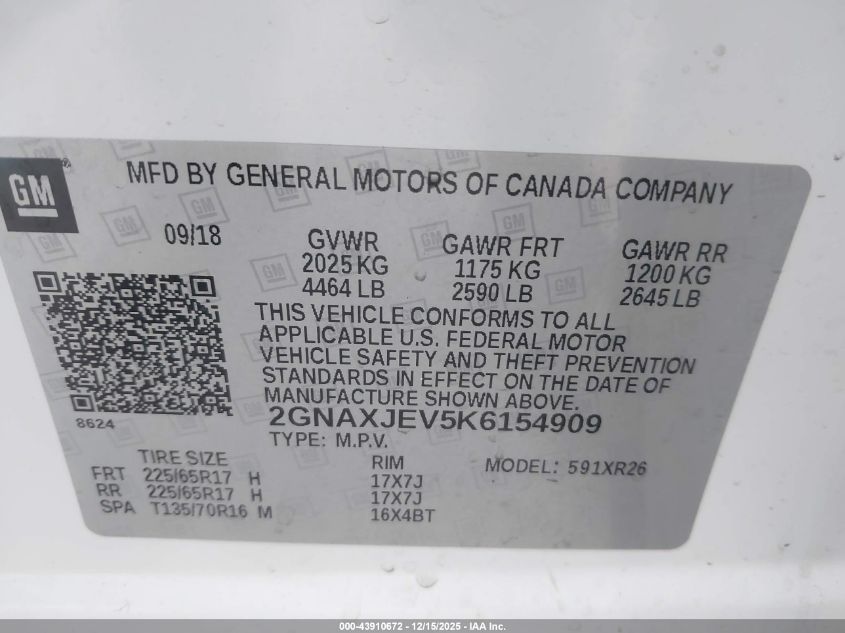 GM
MFD BY GENERAL MOTORS OF CANADA COMPANY
09/18
GVWR
2025 KG
4464 LB
GAWR FRT
1175 KG
2590 LB
GAWR RR
1200 KG
2645 LB
THIS VEHICLE CONFORMS TO ALL
APPLICABLE U.S. FEDERAL MOTOR
VEHICLE SAFETY AND THEFT PREVENTION
STANDARDS IN EFFECT ON THE DATE OF
MANUFACTURE SHOWN ABOVE.
8624
2GNAXJEV5K6154909
TYPE: M.P.V.
TIRE SIZE
FRT 225/65R17 H
RR 225/65R17 H
SPA T135/70R16 M
RIM
17X7J
17X7J
16X4BT
MODEL: 591XR26
000-43910672 - 12/15/2025 - IAA Inc.